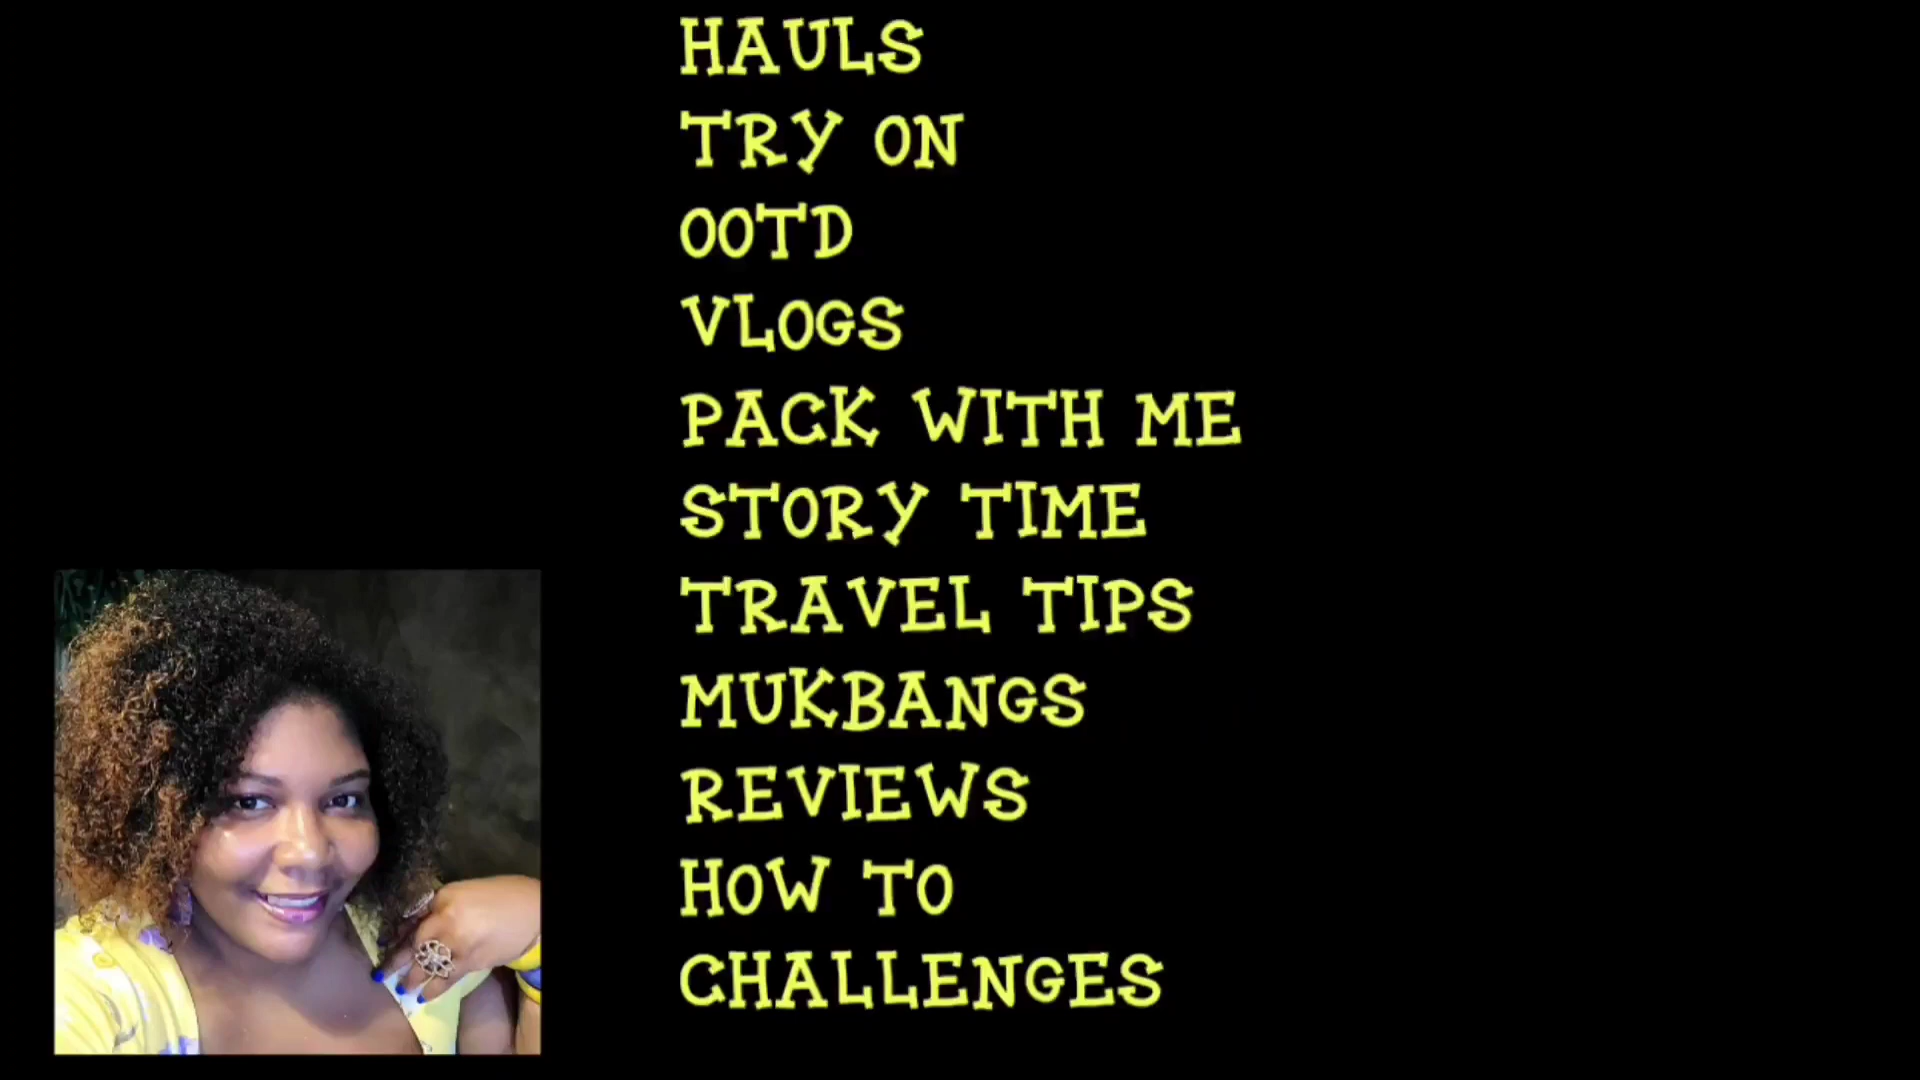 HAULS
TRY ON
OOTD
VLOGS
PACK WITH ME
STORY TIME
TRAVEL TIPS
MUKBANGS
REVIEWS
HOW TO
CHALLENGES